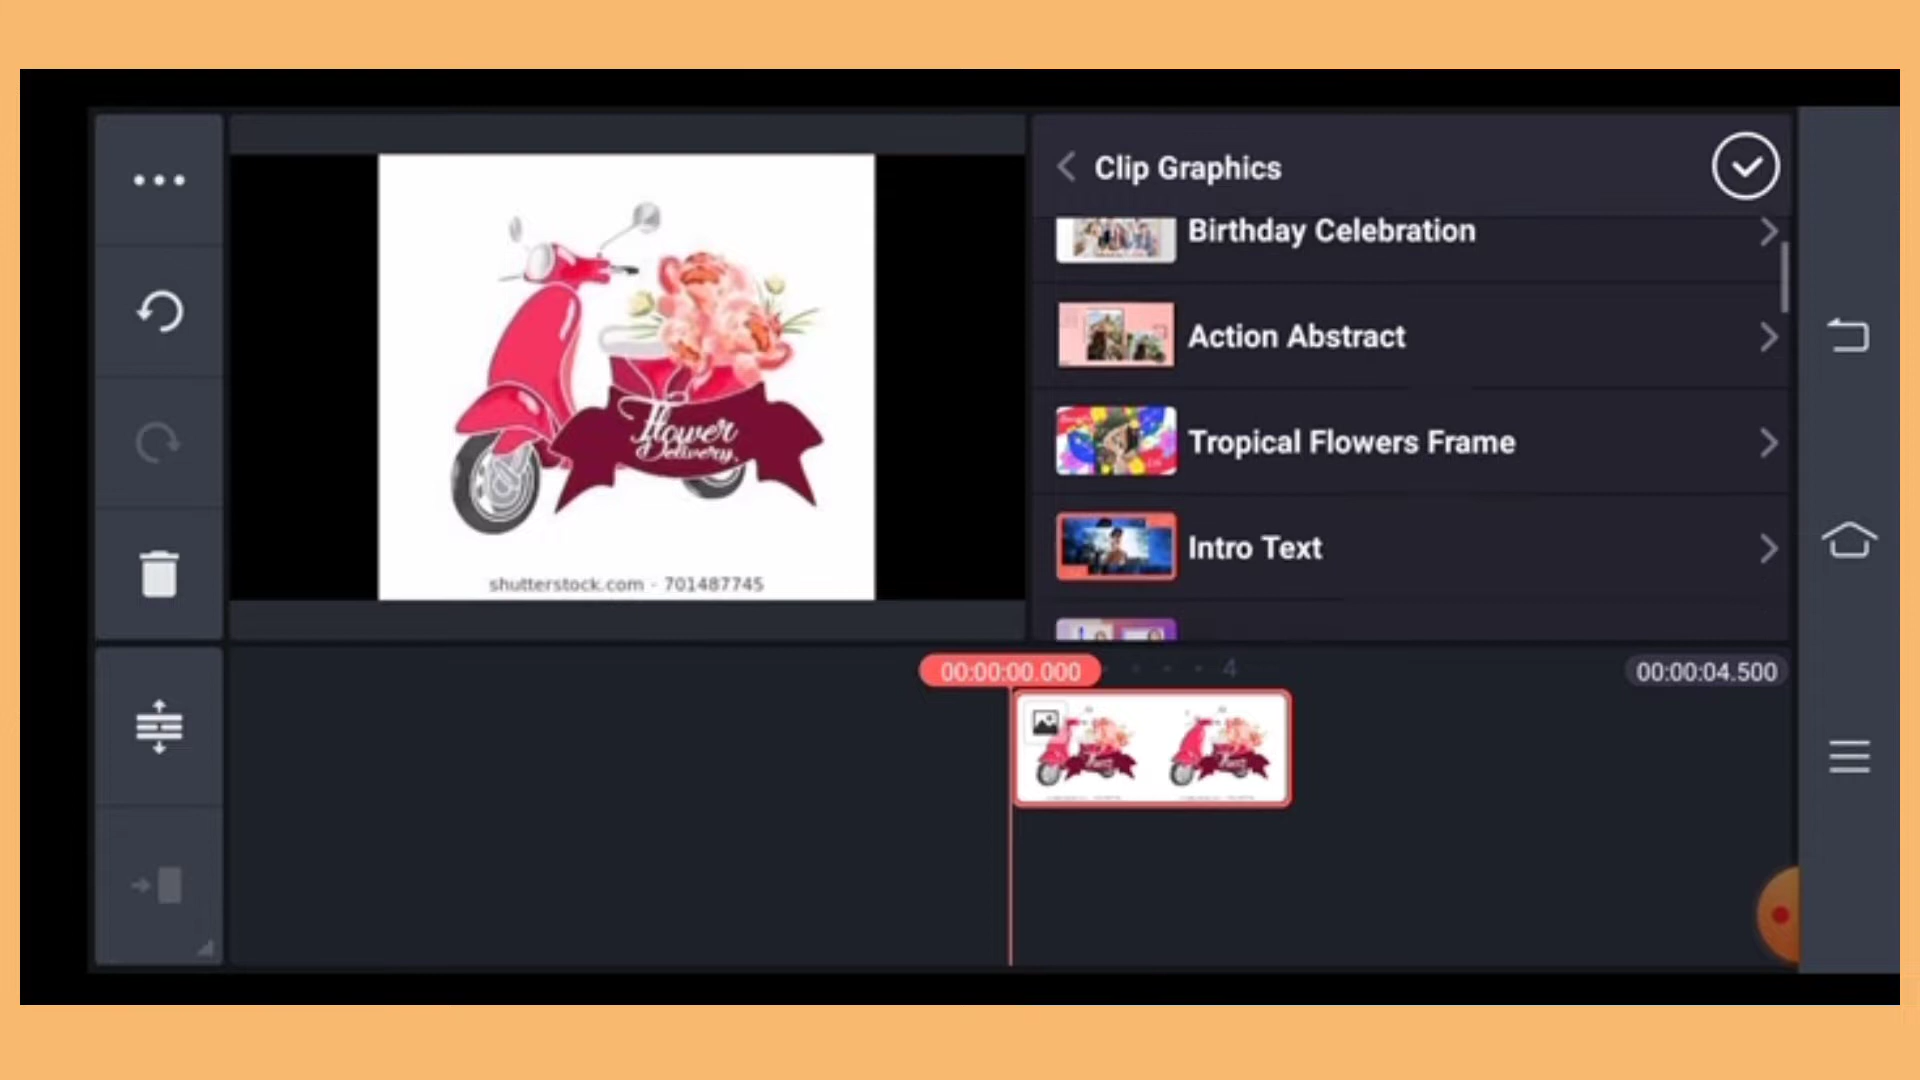 Clip Graphics
Birthday Celebration
Action Abstract
Tropical Flowers Frame
Intro Text
Flower
Delivery.
shutterstock.com - 701487745
00:00:00.000
4
00:00:04.500